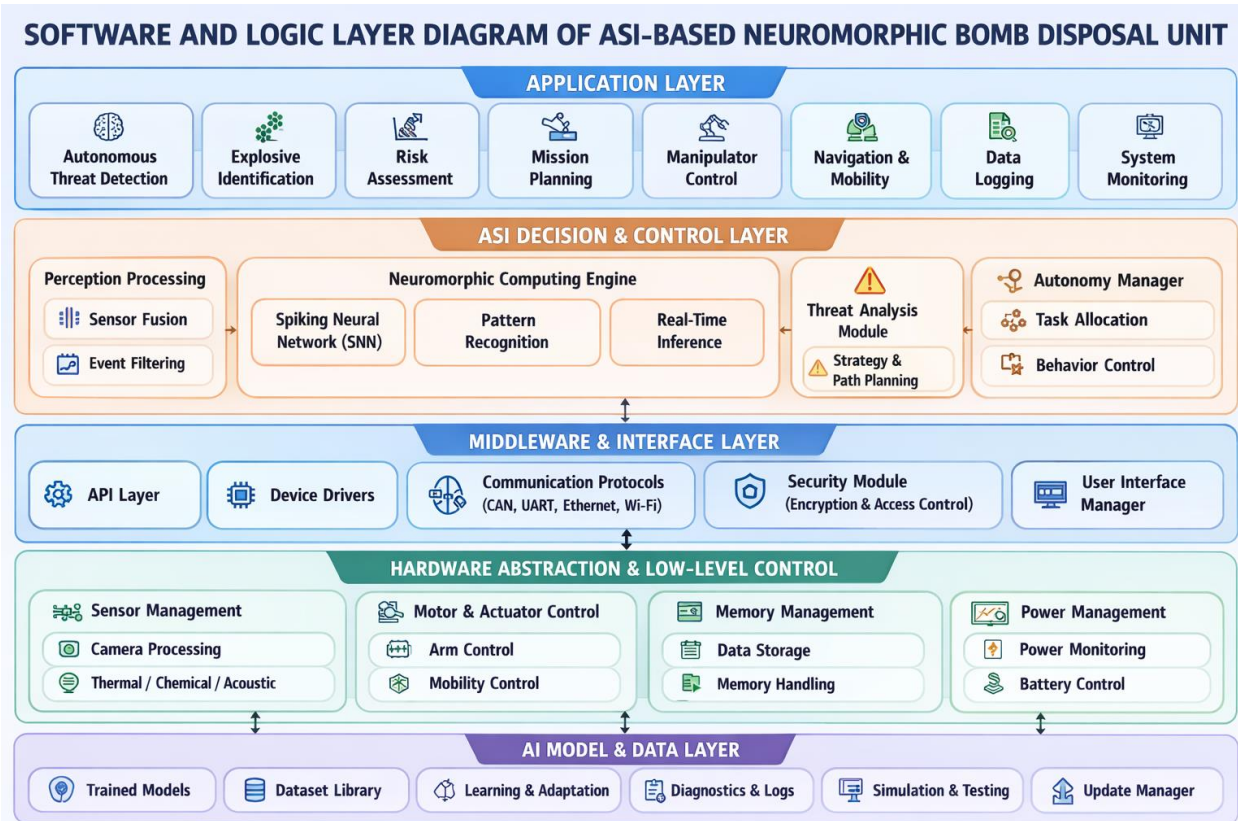 SOFTWARE AND LOGIC LAYER DIAGRAM OF ASI-BASED NEUROMORPHIC BOMB DISPOSAL UNIT
APPLICATION LAYER
Autonomous
Threat Detection
Explosive
Identification
Risk
Assessment
Mission
Planning
Manipulator
Control
Navigation &
Mobility
Data
Logging
System
Monitoring
ASI DECISION & CONTROL LAYER
Perception Processing
Sensor Fusion
Event Filtering
Neuromorphic Computing Engine
Spiking Neural
Network (SNN)
Pattern
Recognition
Real-Time
Inference
Threat Analysis
Module
Strategy &
Path Planning
Autonomy Manager
Task Allocation
Behavior Control
MIDDLEWARE & INTERFACE LAYER
API Layer
Device Drivers
Communication Protocols
(CAN, UART, Ethernet, Wi-Fi)
Security Module
(Encryption & Access Control)
User Interface
Manager
HARDWARE ABSTRACTION & LOW-LEVEL CONTROL
Sensor Management
Camera Processing
Thermal / Chemical / Acoustic
Motor & Actuator Control
Arm Control
Mobility Control
Memory Management
Data Storage
Memory Handling
Power Management
Power Monitoring
Battery Control
AI MODEL & DATA LAYER
Trained Models
Dataset Library
Learning & Adaptation
Diagnostics & Logs
Simulation & Testing
Update Manager